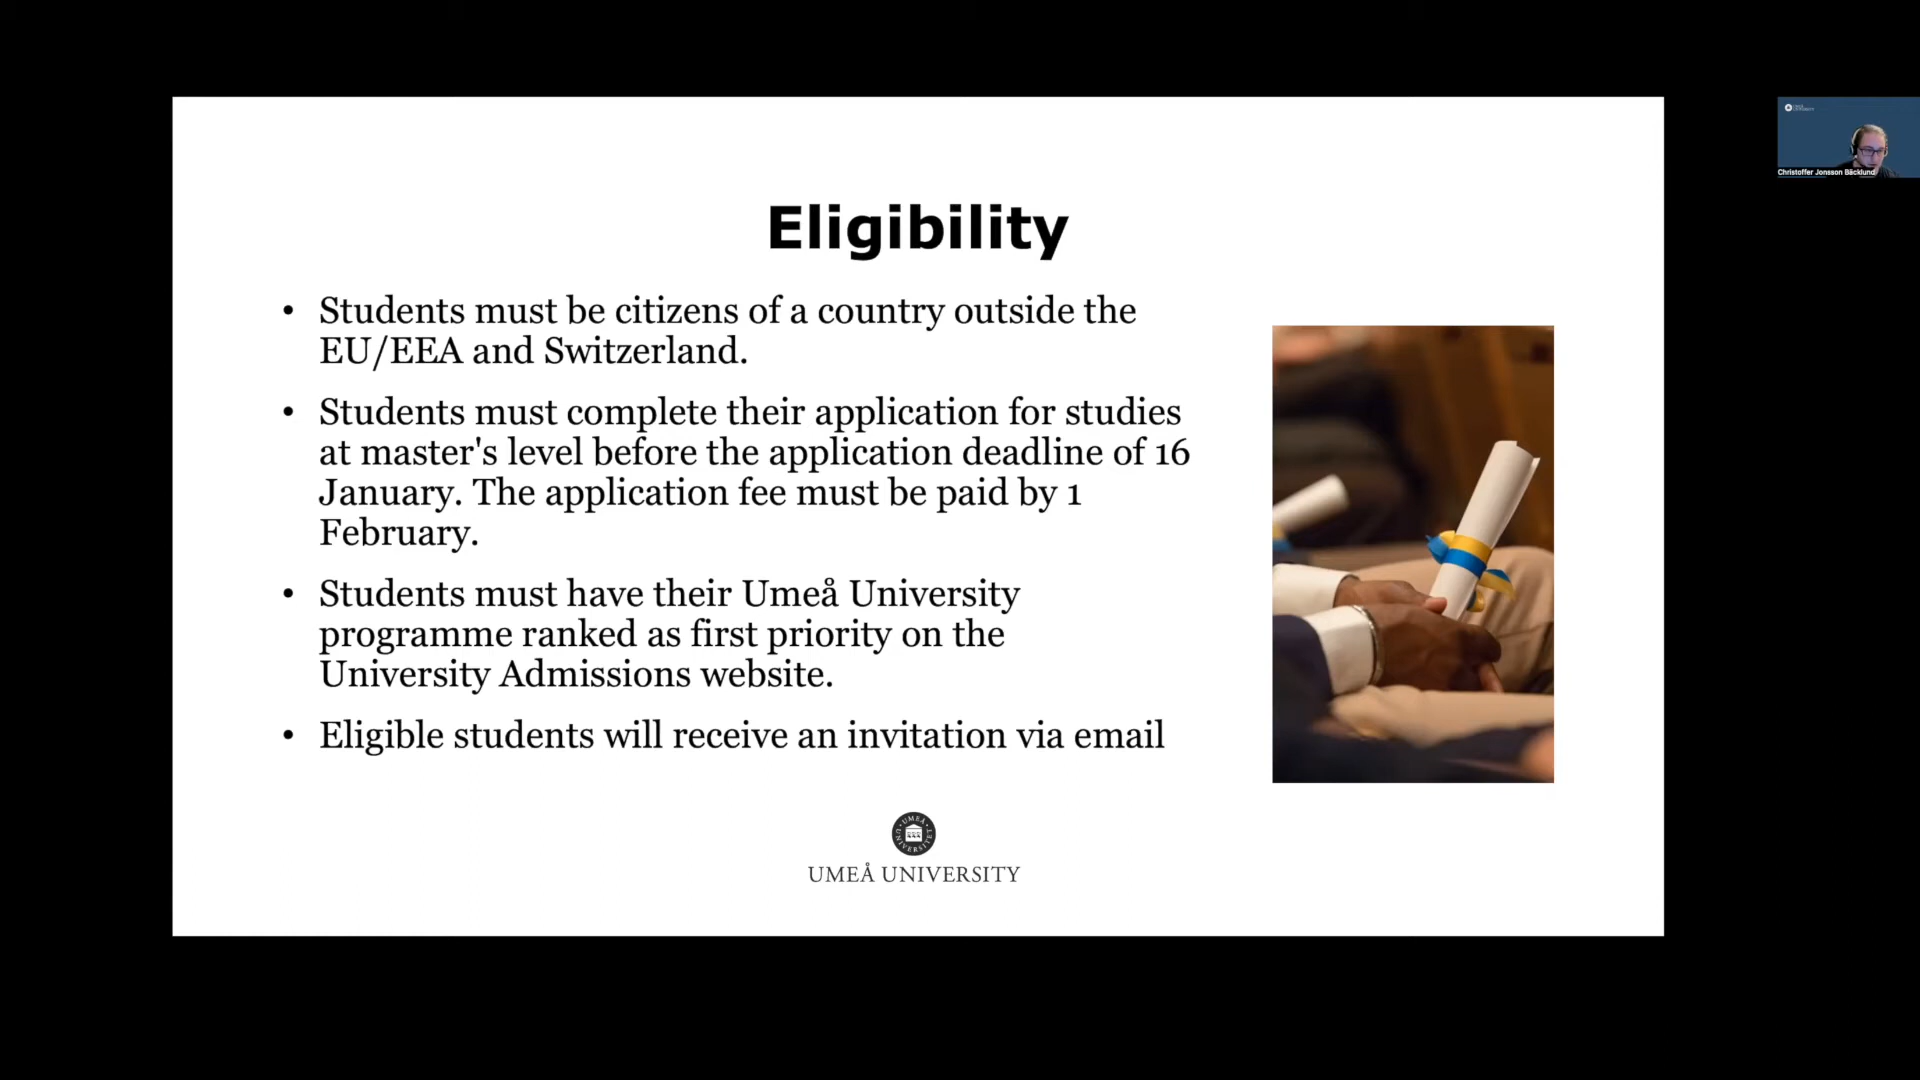 Eligibility
• Students must be citizens of a country outside the
EU/EEA and Switzerland.
• Students must complete their application for studies
at master's level before the application deadline of 16
January. The application fee must be paid by 1
February.
• Students must have their Umeå University
programme ranked as first priority on the
University Admissions website.
• Eligible students will receive an invitation via email
UMEÅ UNIVERSITY
Christoffer Jonsson Bäcklund